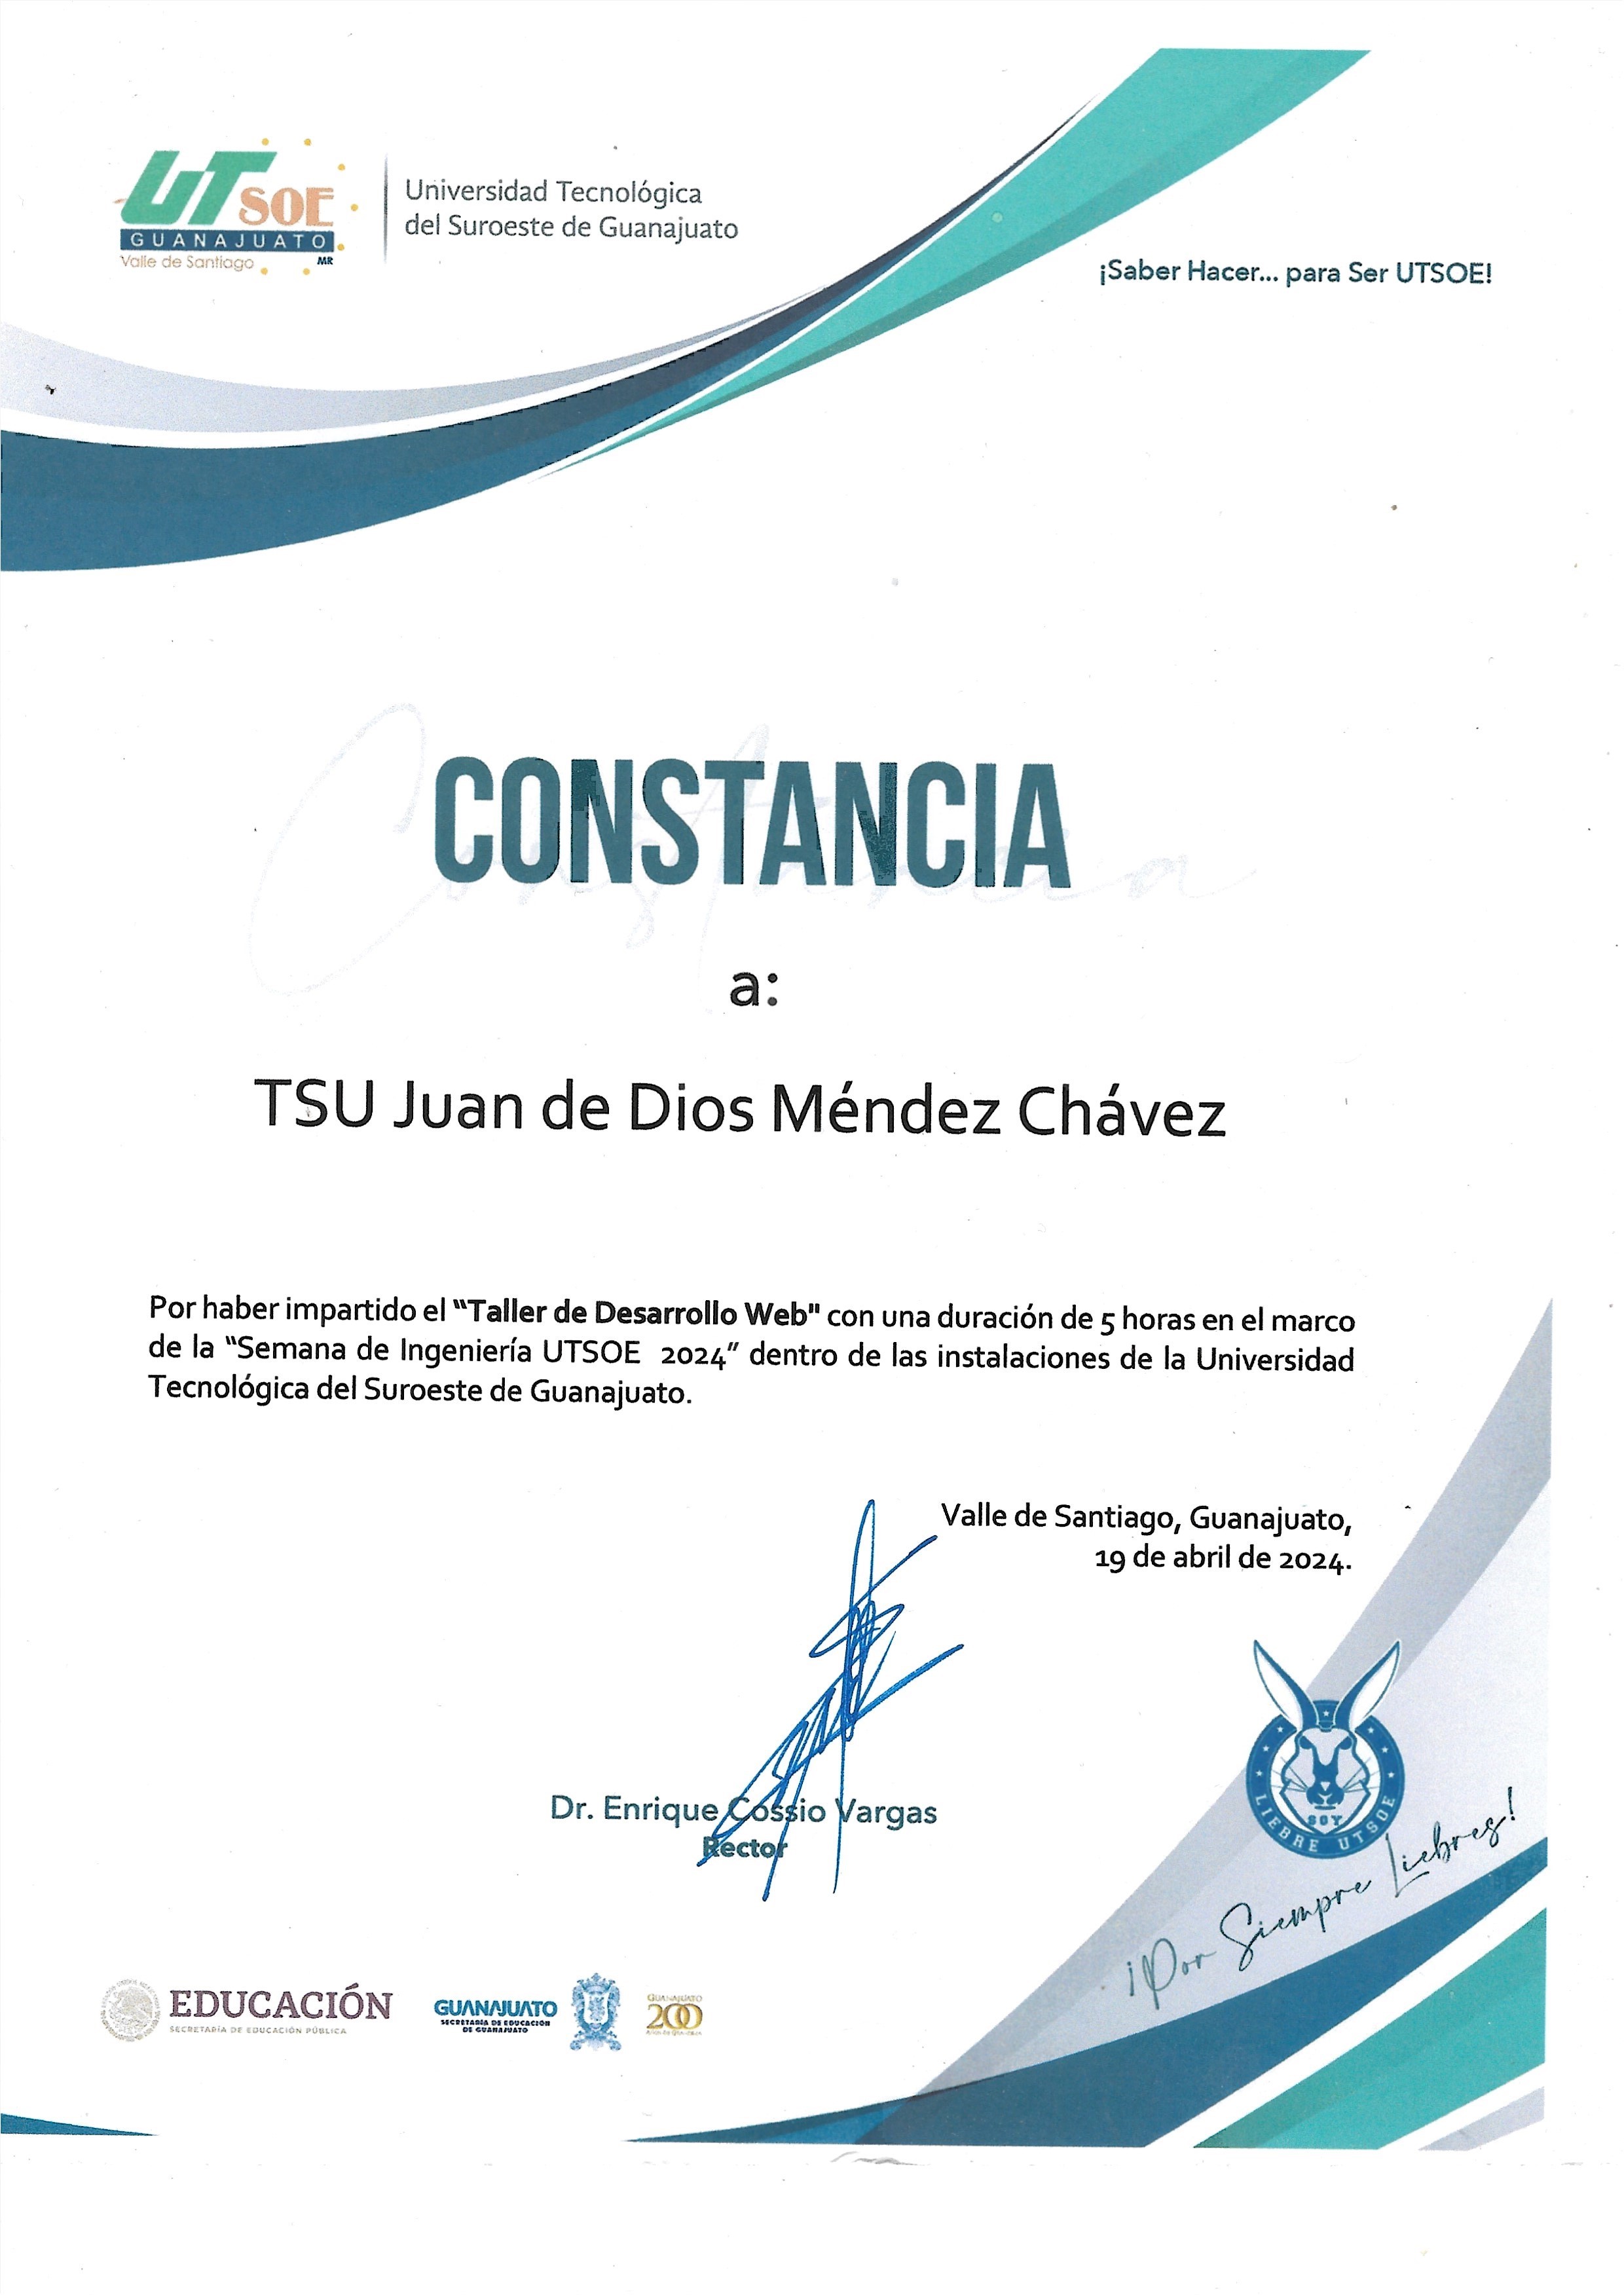 UTSOE
GUANAJUATO
Valle de Santiago
MR
Universidad Tecnológica
del Suroeste de Guanajuato
¡Saber Hacer... para Ser UTSOE!
Constancia
CONSTANCIA
a:
TSU Juan de Dios Méndez Chávez
Por haber impartido el “Taller de Desarrollo Web" con una duración de 5 horas en el marco
de la “Semana de Ingeniería UTSOE 2024” dentro de las instalaciones de la Universidad
Tecnológica del Suroeste de Guanajuato.
Valle de Santiago, Guanajuato,
19 de abril de 2024.
Dr. Enrique Cossio Vargas
Rector
SOY
LIEBRE UTSOE
¡Por Siempre Liebres!
EDUCACIÓN
SECRETARÍA DE EDUCACIÓN PÚBLICA
GUANAJUATO
SECRETARÍA DE EDUCACIÓN
DE GUANAJUATO
GUANAJUATO
200